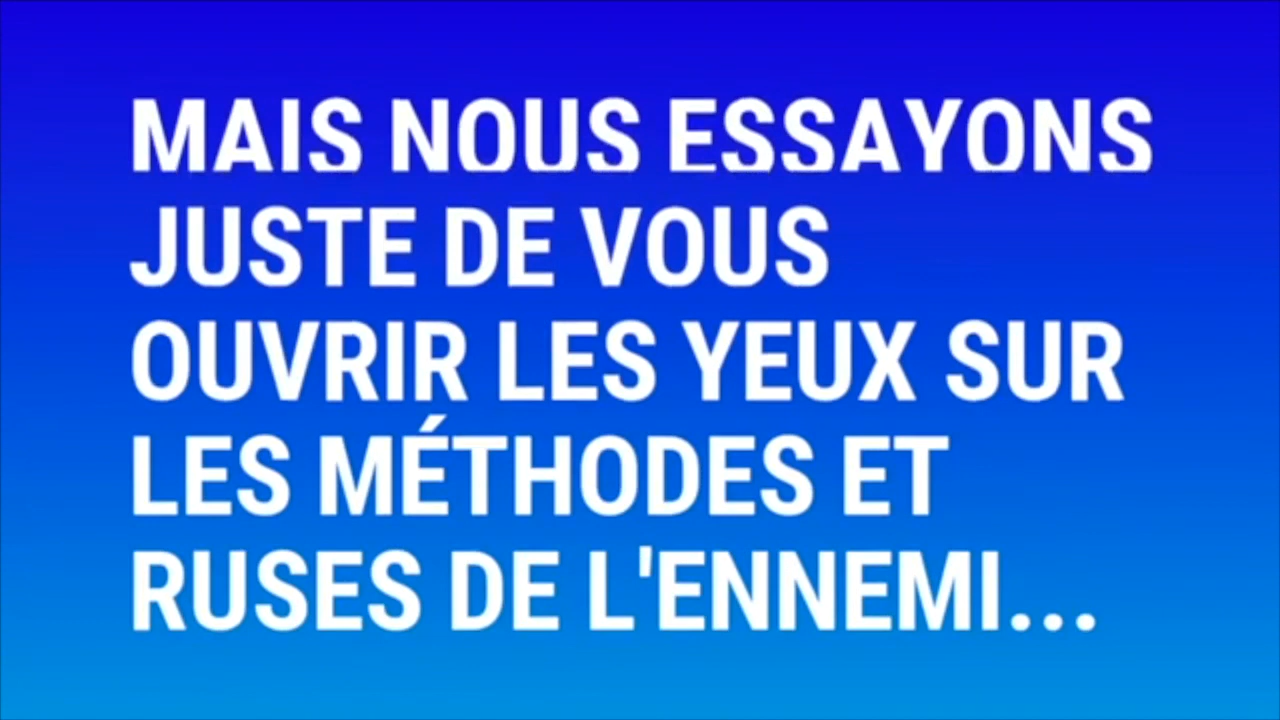 MAIS NOUS ESSAYONS
JUSTE DE VOUS
OUVRIR LES YEUX SUR
LES MÉTHODES ET
RUSES DE L'ENNEMI...